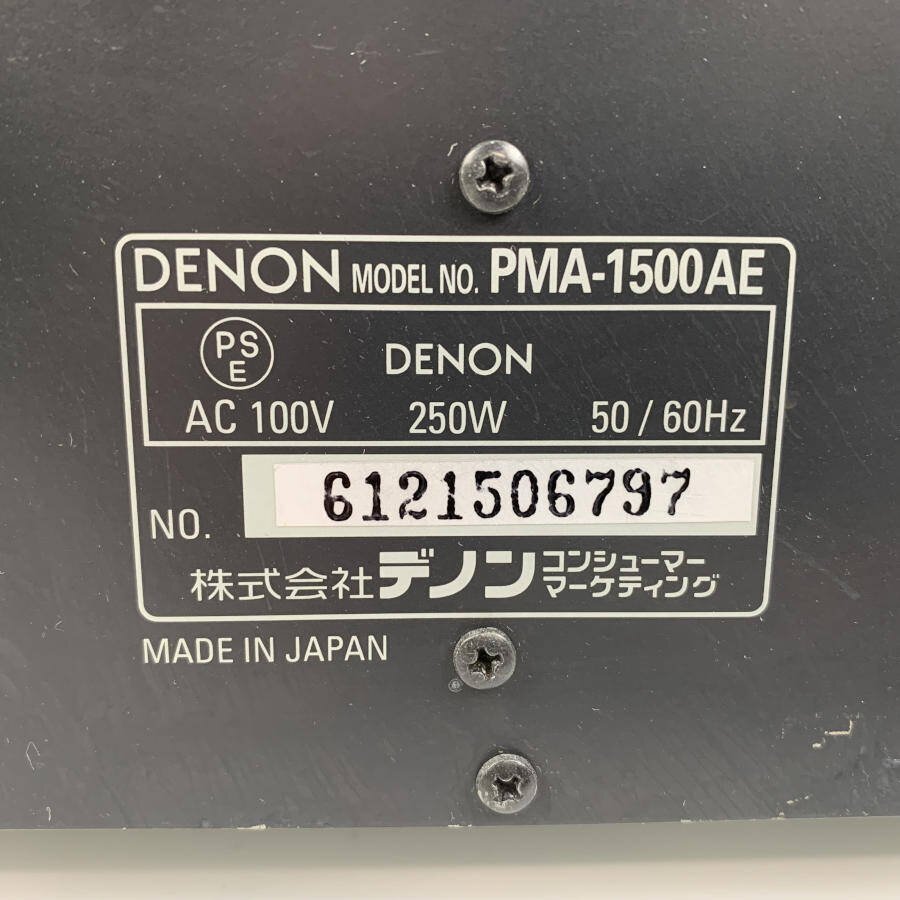 DENON MODEL NO. PMA-1500AE
PSE DENON
AC 100V 250W 50 / 60Hz
NO. 6121506797
株式会社デノン コンシューマー
マーケティング
MADE IN JAPAN